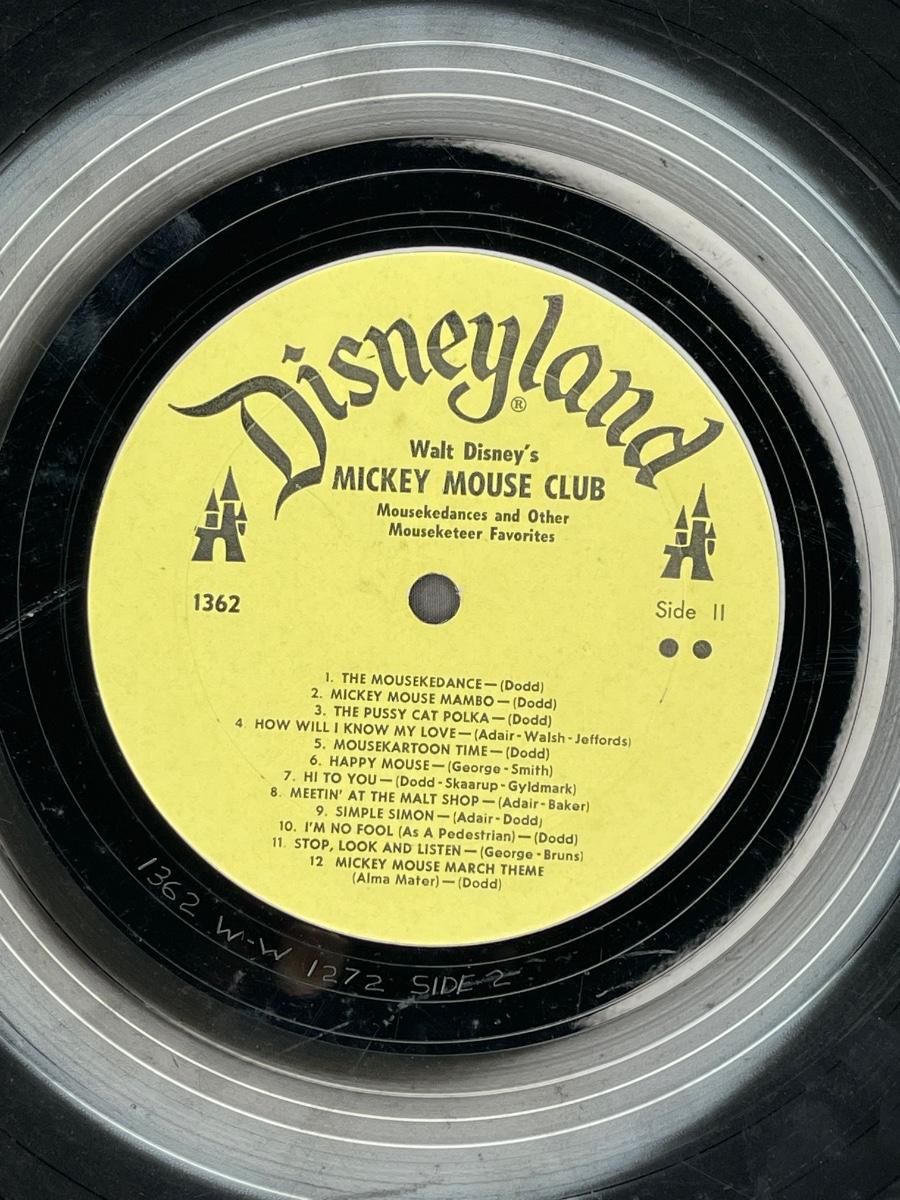 Disneyland
®
Walt Disney's
MICKEY MOUSE CLUB
Mousekedances and Other
Mouseketeer Favorites
1362
Side II
1. THE MOUSEKEDANCE—(Dodd)
2. MICKEY MOUSE MAMBO—(Dodd)
3. THE PUSSY CAT POLKA—(Dodd)
4 HOW WILL I KNOW MY LOVE—(Adair-Walsh-Jeffords)
5. MOUSEKARTOON TIME—(Dodd)
6. HAPPY MOUSE—(George-Smith)
7. HI TO YOU—(Dodd-Skaarup-Gyldmark)
8. MEETIN' AT THE MALT SHOP—(Adair-Baker)
9. SIMPLE SIMON—(Adair-Dodd)
10. I'M NO FOOL (As A Pedestrian)—(Dodd)
11. STOP, LOOK AND LISTEN—(George-Bruns)
12 MICKEY MOUSE MARCH THEME
(Alma Mater)—(Dodd)
1362 W-W 1272 SIDE 2